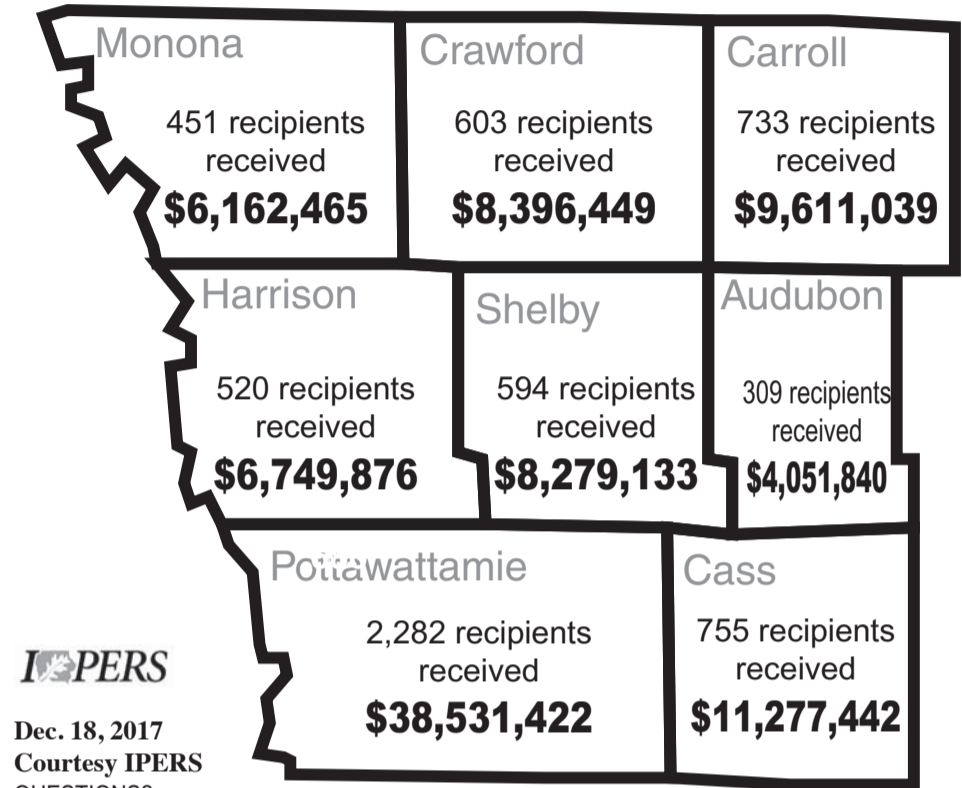 Monona
451 recipients
received
$6,162,465
Crawford
603 recipients
received
$8,396,449
Carroll
733 recipients
received
$9,611,039
Harrison
520 recipients
received
$6,749,876
Shelby
594 recipients
received
$8,279,133
Audubon
309 recipients
received
$4,051,840
Pottawattamie
2,282 recipients
received
$38,531,422
Cass
755 recipients
received
$11,277,442
IPERS
Dec. 18, 2017
Courtesy IPERS